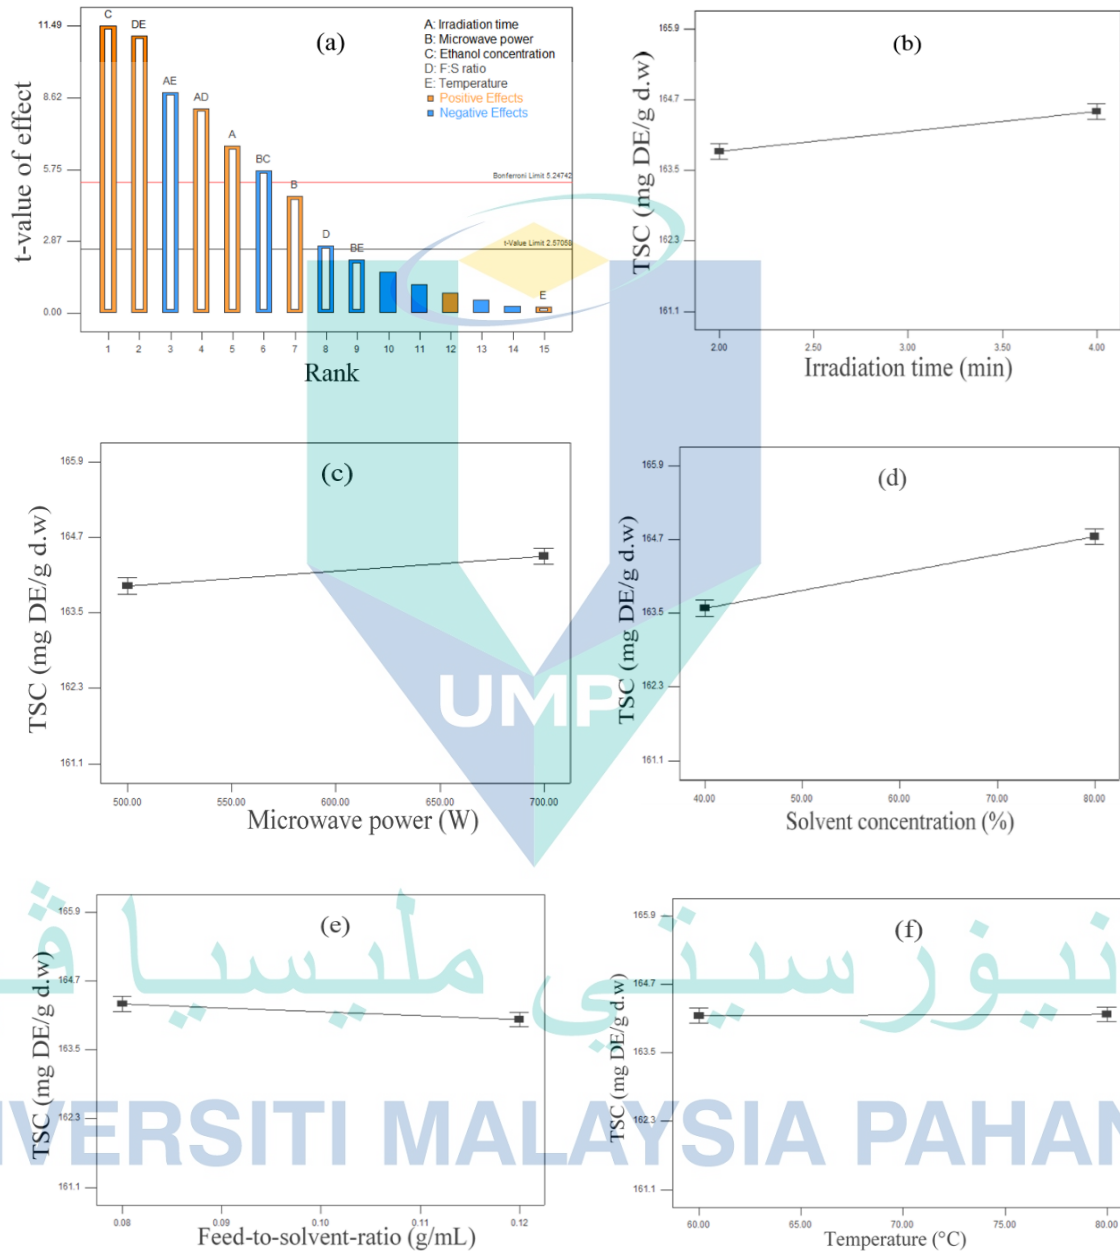 (a)
A: Irradiation time
B: Microwave power
C: Ethanol concentration
D: F:S ratio
E: Temperature
Positive Effects
Negative Effects
t-value of effect
11.49
8.62
5.75
2.87
0.00
C
DE
AE
AD
A
BC
B
D
BE
E
Bonferroni Limit 5.24742
t-Value Limit 2.57058
1 2 3 4 5 6 7 8 9 10 11 12 13 14 15
Rank
(b)
TSC (mg DE/g d.w)
165.9
164.7
163.5
162.3
161.1
2.00 2.50 3.00 3.50 4.00
Irradiation time (min)
(c)
TSC (mg DE/g d.w)
165.9
164.7
163.5
162.3
161.1
500.00 550.00 600.00 650.00 700.00
Microwave power (W)
(d)
TSC (mg DE/g d.w)
165.9
164.7
163.5
162.3
161.1
40.00 50.00 60.00 70.00 80.00
Solvent concentration (%)
UMP
(e)
TSC (mg DE/g d.w)
165.9
164.7
163.5
162.3
161.1
0.08 0.09 0.10 0.11 0.12
Feed-to-solvent-ratio (g/mL)
(f)
TSC (mg DE/g d.w)
165.9
164.7
163.5
162.3
161.1
60.00 65.00 70.00 75.00 80.00
Temperature (°C)
نيۏرسيتي مليسيا ڤ
IVERSITI MALAYSIA PAHAN